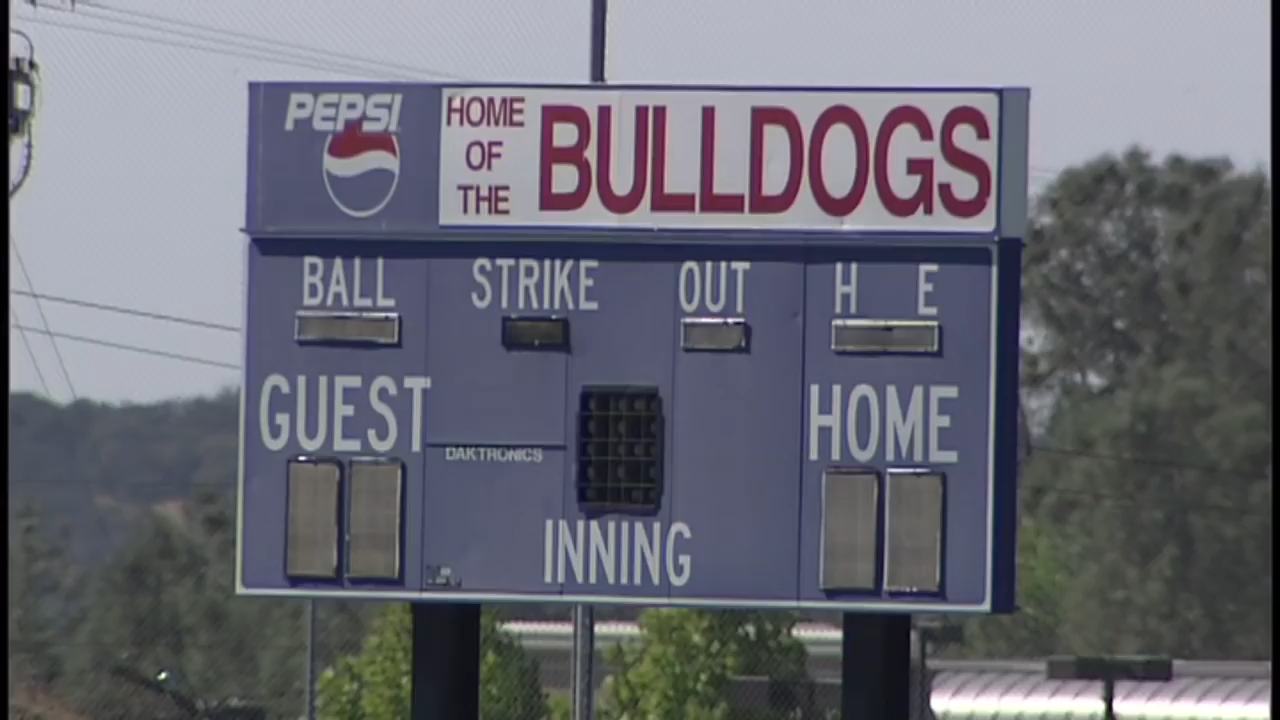 PEPSI
HOME OF THE BULLDOGS
BALL STRIKE OUT H E
GUEST HOME
DAKTRONICS
INNING